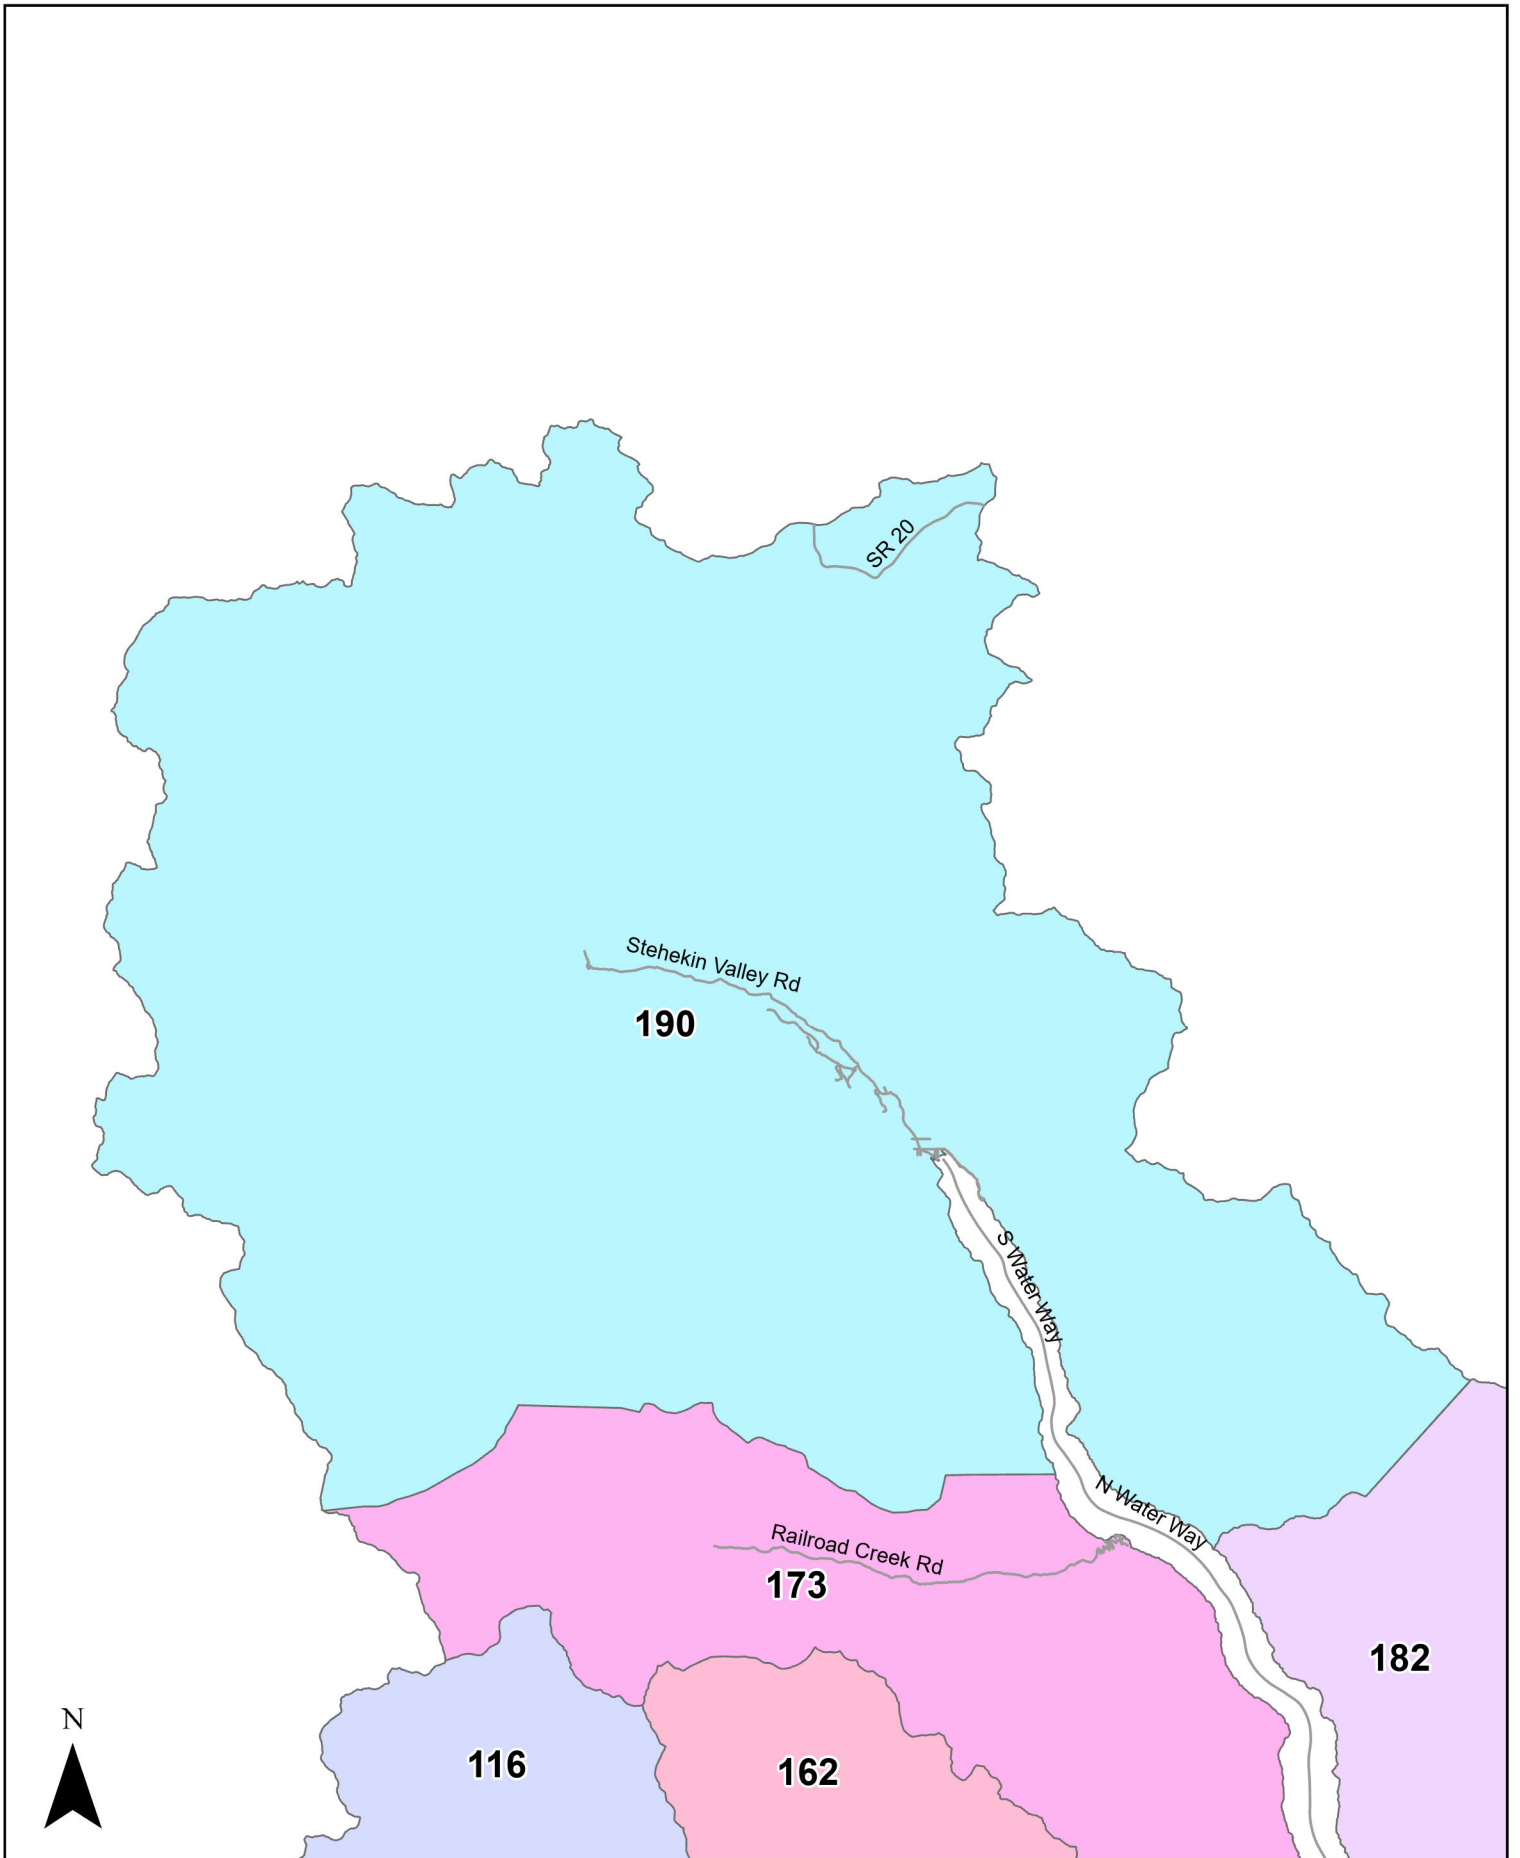 SR 20
Stehekin Valley Rd
190
S Water Way
N Water Way
Railroad Creek Rd
173
182
N
116
162